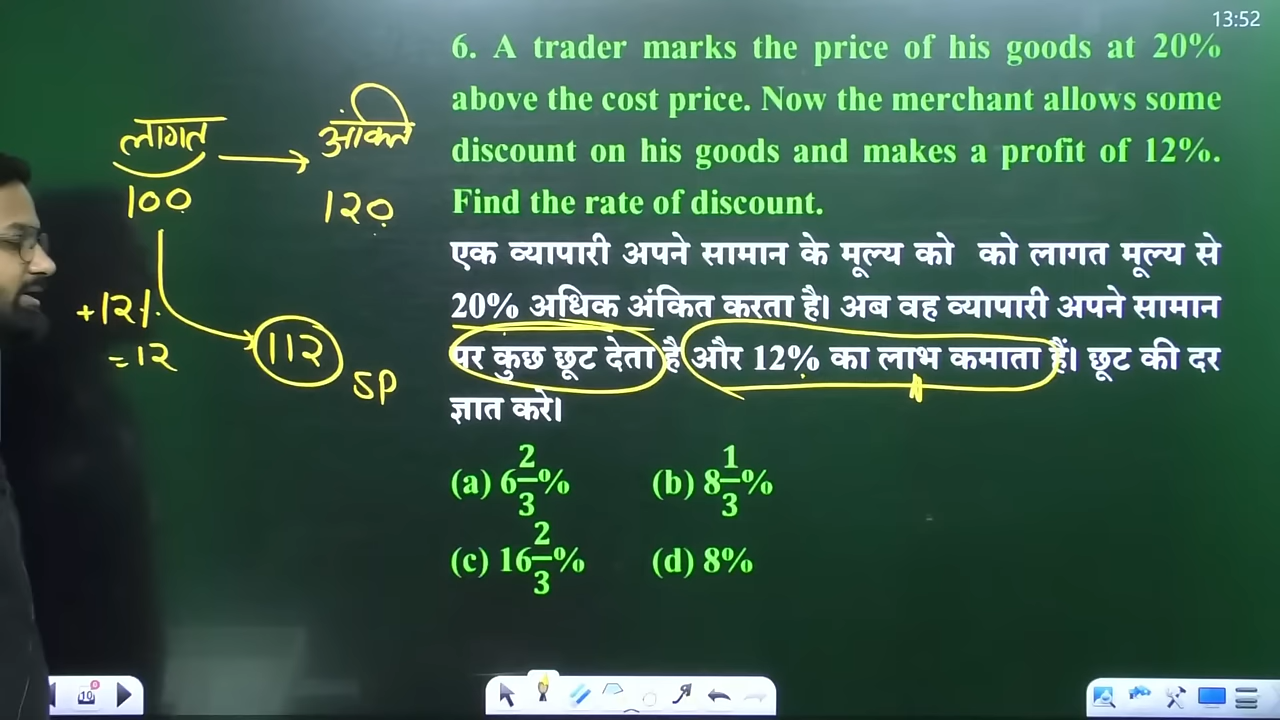 13:52
6. A trader marks the price of his goods at 20%
above the cost price. Now the merchant allows some
discount on his goods and makes a profit of 12%.
Find the rate of discount.
एक व्यापारी अपने सामान के मूल्य को को लागत मूल्य से
20% अधिक अंकित करता है। अब वह व्यापारी अपने सामान
पर कुछ छूट देता है और 12% का लाभ कमाता हैं। छूट की दर
ज्ञात करे।
(a) 6 2/3% (b) 8 1/3%
(c) 16 2/3% (d) 8%
लागत → अंकित
100 120
+12%
=12
112 SP
10